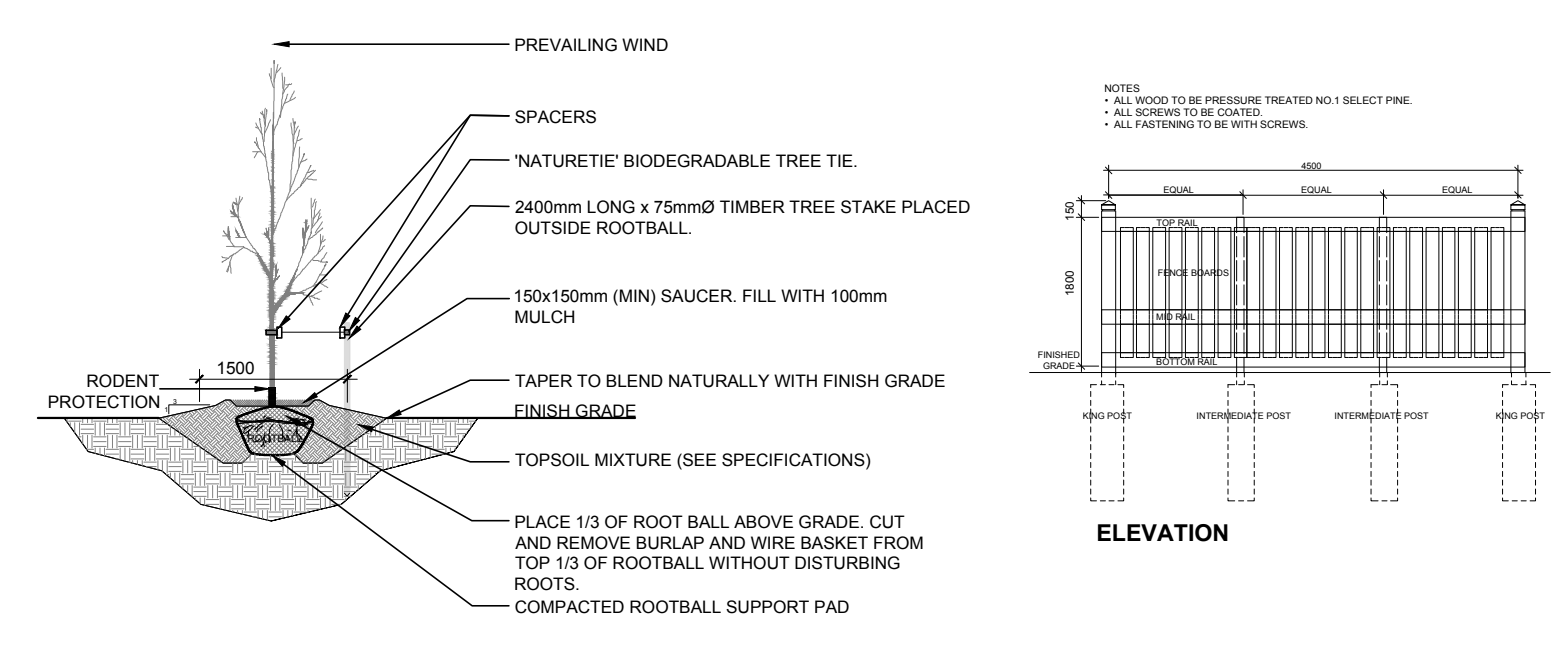 PREVAILING WIND
SPACERS
'NATURETIE' BIODEGRADABLE TREE TIE.
2400mm LONG x 75mmØ TIMBER TREE STAKE PLACED
OUTSIDE ROOTBALL.
150x150mm (MIN) SAUCER. FILL WITH 100mm
MULCH
1500
RODENT
PROTECTION
3
1
TAPER TO BLEND NATURALLY WITH FINISH GRADE
FINISH GRADE
ROOTBALL
TOPSOIL MIXTURE (SEE SPECIFICATIONS)
PLACE 1/3 OF ROOT BALL ABOVE GRADE. CUT
AND REMOVE BURLAP AND WIRE BASKET FROM
TOP 1/3 OF ROOTBALL WITHOUT DISTURBING
ROOTS.
COMPACTED ROOTBALL SUPPORT PAD
NOTES
• ALL WOOD TO BE PRESSURE TREATED NO.1 SELECT PINE.
• ALL SCREWS TO BE COATED.
• ALL FASTENING TO BE WITH SCREWS.
4500
EQUAL EQUAL EQUAL
150
TOP RAIL
1800
FENCE BOARDS
MID RAIL
FINISHED
GRADE
BOTTOM RAIL
KING POST INTERMEDIATE POST INTERMEDIATE POST KING POST
ELEVATION